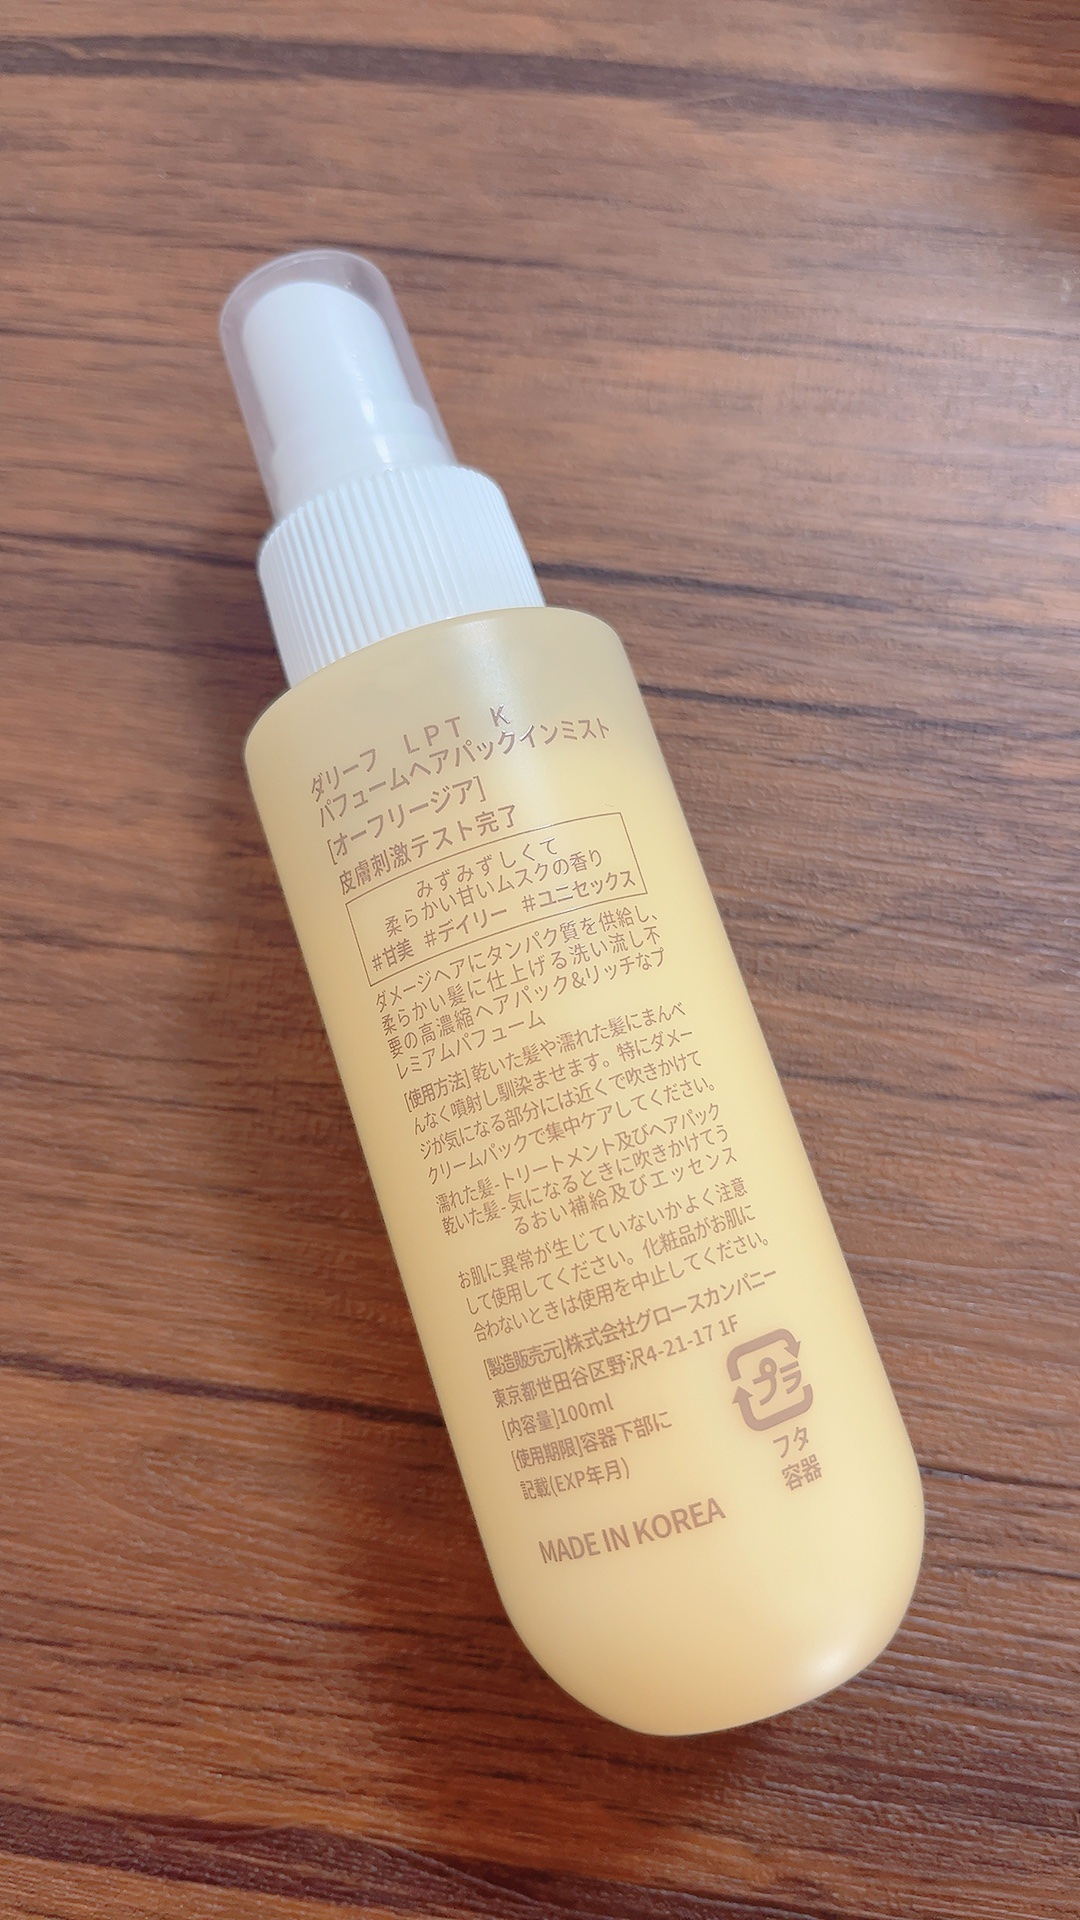 ダリーフ LPT K
パフュームヘアパックインミスト
[オーフリージア]
皮膚刺激テスト完了
みずみずしくて
柔らかい甘いムスクの香り
#甘美 #デイリー #ユニセックス
ダメージヘアにタンパク質を供給し、
柔らかい髪に仕上げる洗い流し不
要の高濃縮ヘアパック&リッチなプ
レミアムパフューム
[使用方法]乾いた髪や濡れた髪にまんべ
んなく噴射し馴染ませます。特にダメー
ジが気になる部分には近くで吹きかけて
クリームパックで集中ケアしてください。
濡れた髪-トリートメント及びヘアパック
乾いた髪-気になるときに吹きかけてう
るおい補給及びエッセンス
お肌に異常が生じていないかよく注意
して使用してください。化粧品がお肌に
合わないときは使用を中止してください。
[製造販売元]株式会社グロースカンパニー
東京都世田谷区野沢4-21-17 1F
[内容量]100ml
[使用期限]容器下部に
記載(EXP年月)
プラ
フタ
容器
MADE IN KOREA